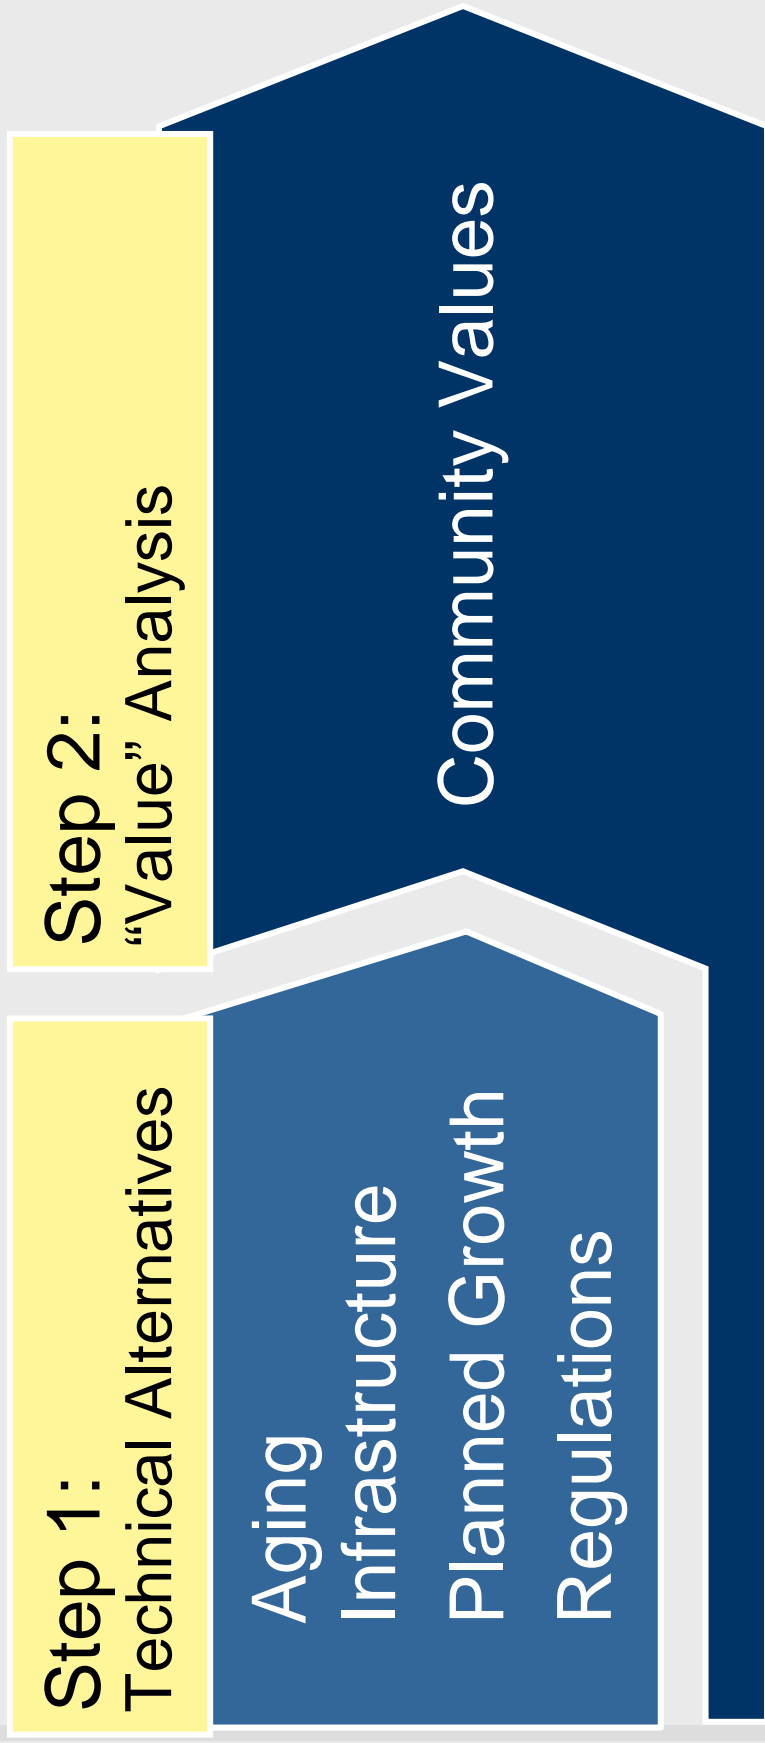 Step 1:
Technical Alternatives
Aging
Infrastructure
Planned Growth
Regulations
Step 2:
“Value” Analysis
Community Values